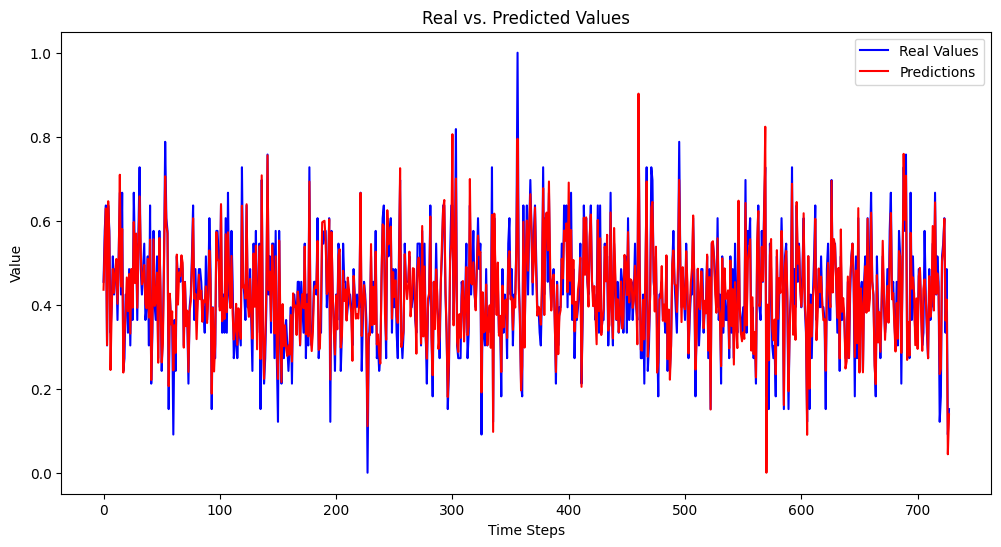 Real vs. Predicted Values
Real Values
Predictions
Value
1.0
0.8
0.6
0.4
0.2
0.0
0 100 200 300 400 500 600 700
Time Steps